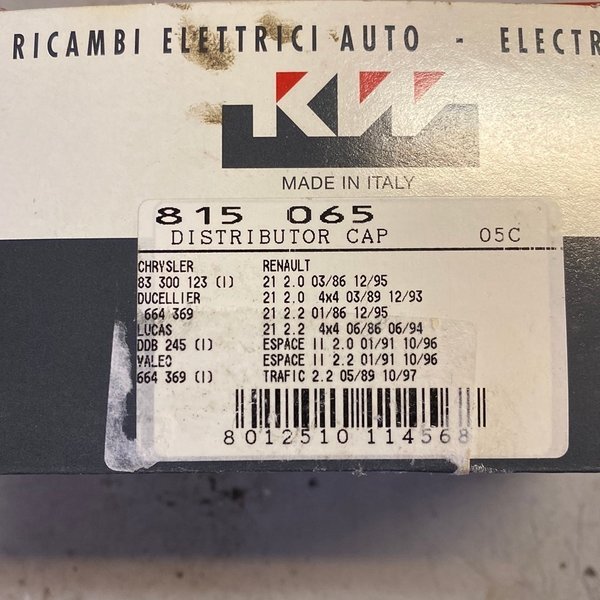 RICAMBI ELETTRICI AUTO - ELECTR
KW
MADE IN ITALY
815 065
DISTRIBUTOR CAP 05C
CHRYSLER RENAULT
83 300 123 (I) 21 2.0 03/86 12/95
DUCELLIER 21 2.0 4x4 03/89 12/93
664 369 21 2.2 01/86 12/95
LUCAS 21 2.2 4x4 06/86 06/94
DDB 245 (I) ESPACE II 2.0 01/91 10/96
VALEO ESPACE II 2.2 01/91 10/96
664 369 (I) TRAFIC 2.2 05/89 10/97
8012510 114568